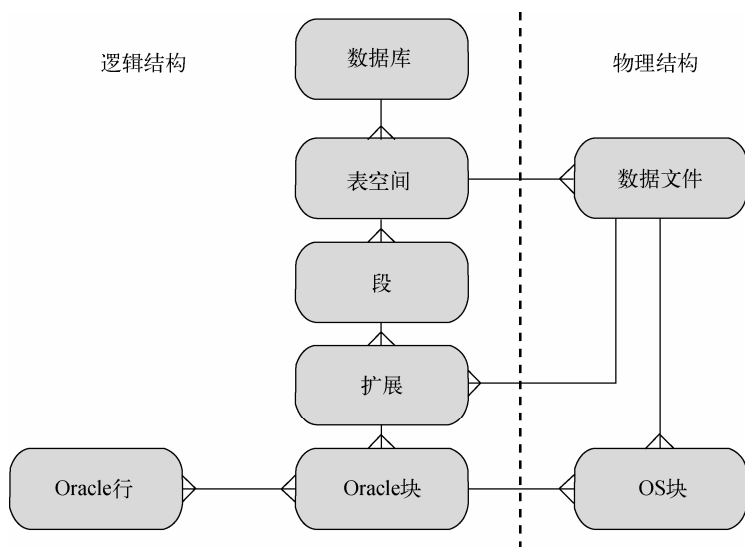 逻辑结构
数据库
物理结构
表空间
数据文件
段
扩展
Oracle行
Oracle块
OS块